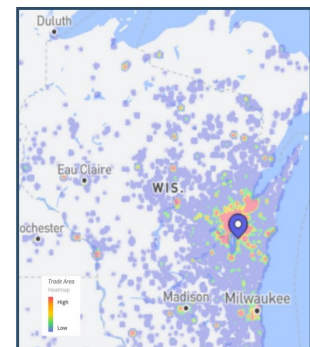 Duluth
Eau Claire
WIS.
ochester
Trade Area
Heatmap
High
Low
Madison
Milwaukee